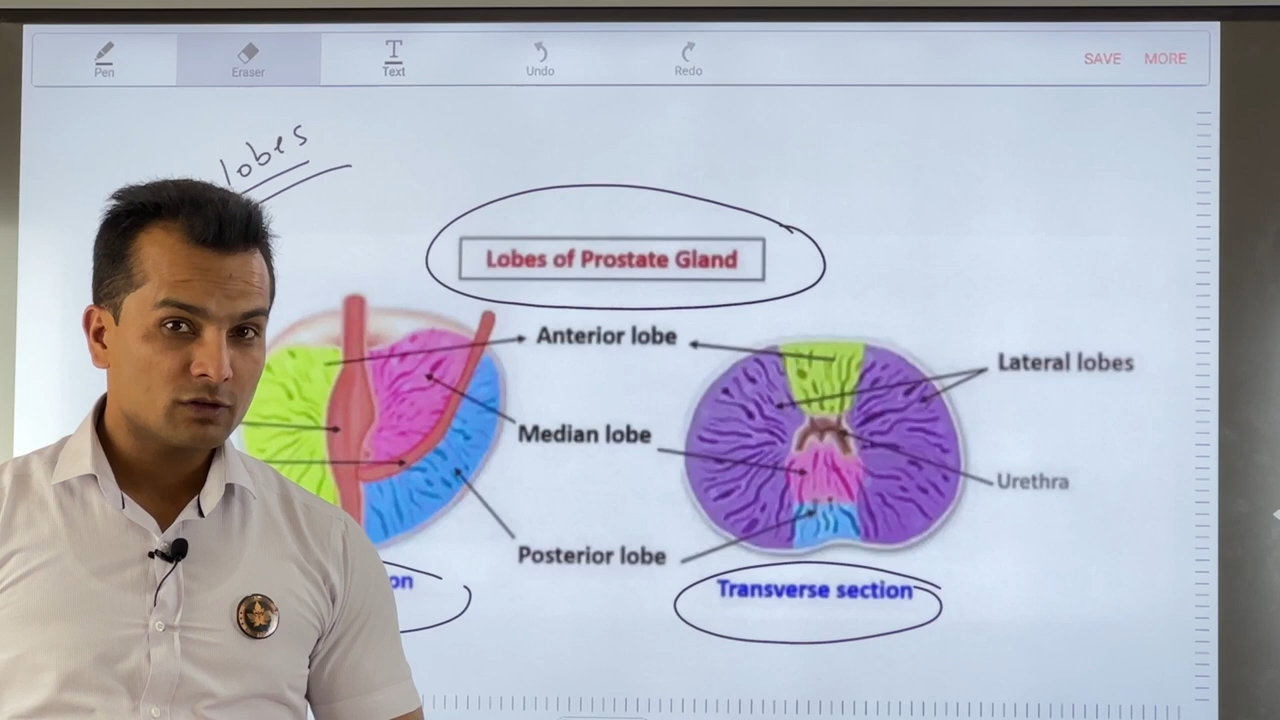 Pen
Eraser
Text
Undo
Redo
SAVE
MORE
lobes
Lobes of Prostate Gland
Anterior lobe
Lateral lobes
Median lobe
Urethra
Posterior lobe
on
Transverse section